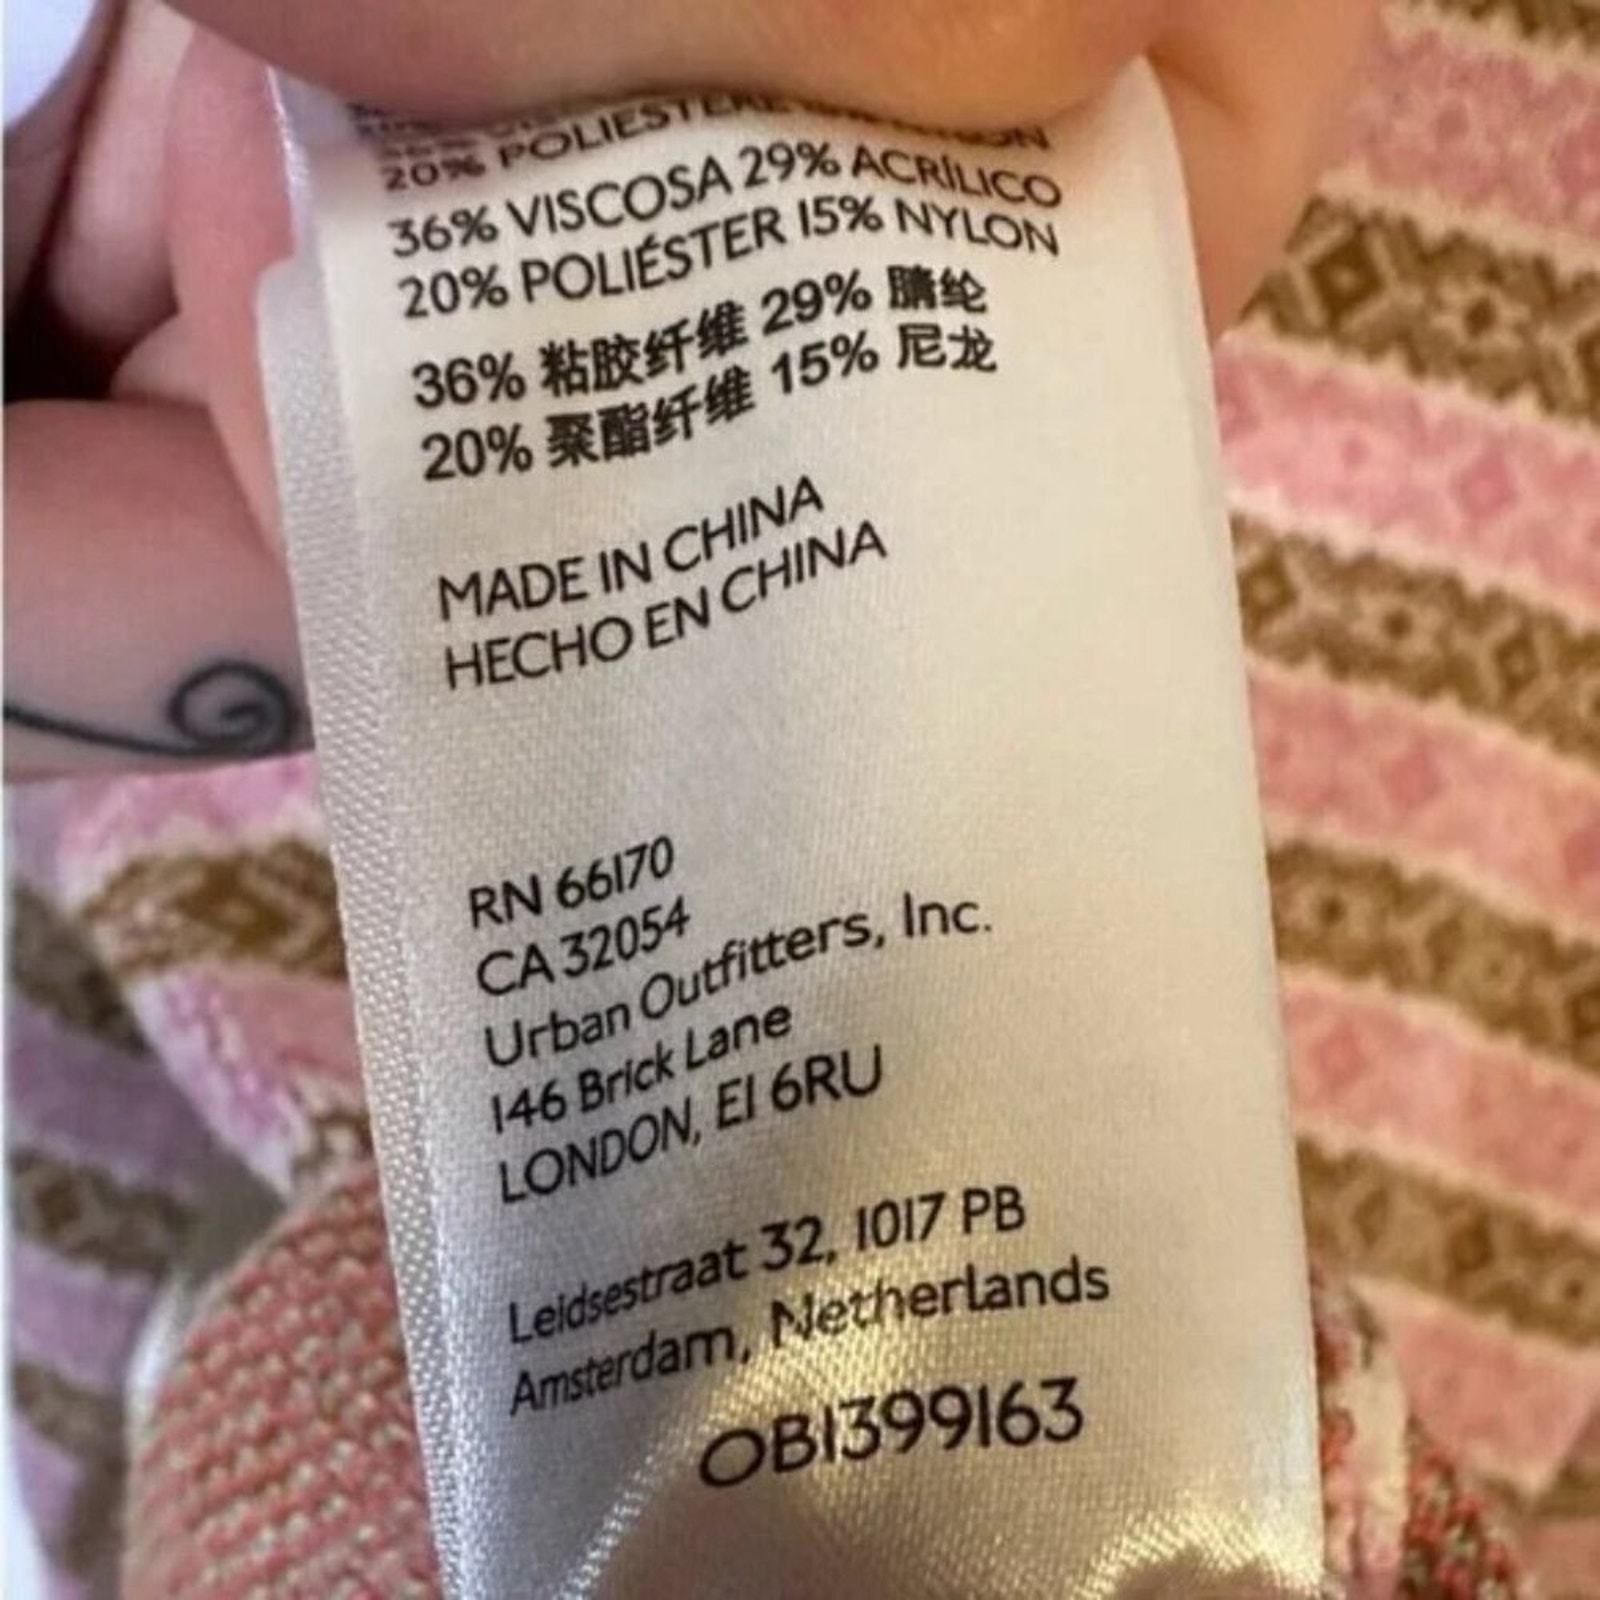 20% POLIESTERE
36% VISCOSA 29% ACRÍLICO
20% POLIÉSTER 15% NYLON
36% 粘胶纤维 29% 腈纶
20% 聚酯纤维 15% 尼龙
MADE IN CHINA
HECHO EN CHINA
RN 66170
CA 32054
Urban Outfitters, Inc.
146 Brick Lane
LONDON, E1 6RU
Leidsestraat 32, 1017 PB
Amsterdam, Netherlands
OB1399163